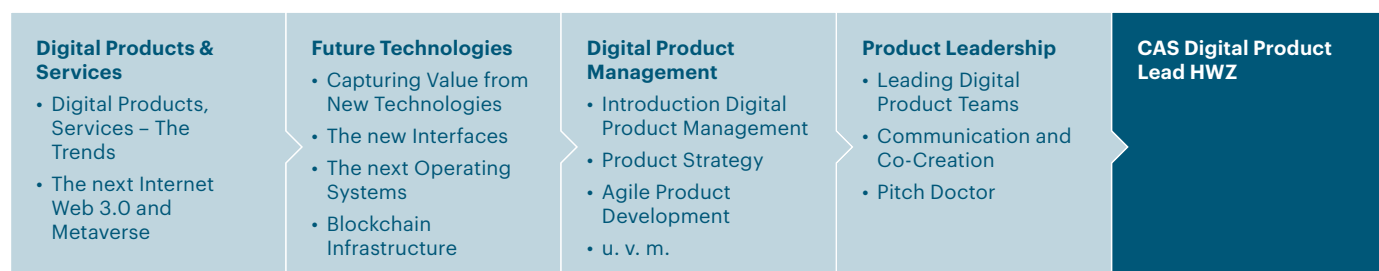 Digital Products &
Services
• Digital Products,
Services – The
Trends
• The next Internet
Web 3.0 and
Metaverse
Future Technologies
• Capturing Value from
New Technologies
• The new Interfaces
• The next Operating
Systems
• Blockchain
Infrastructure
Digital Product
Management
• Introduction Digital
Product Management
• Product Strategy
• Agile Product
Development
• u. v. m.
Product Leadership
• Leading Digital
Product Teams
• Communication and
Co-Creation
• Pitch Doctor
CAS Digital Product
Lead HWZ